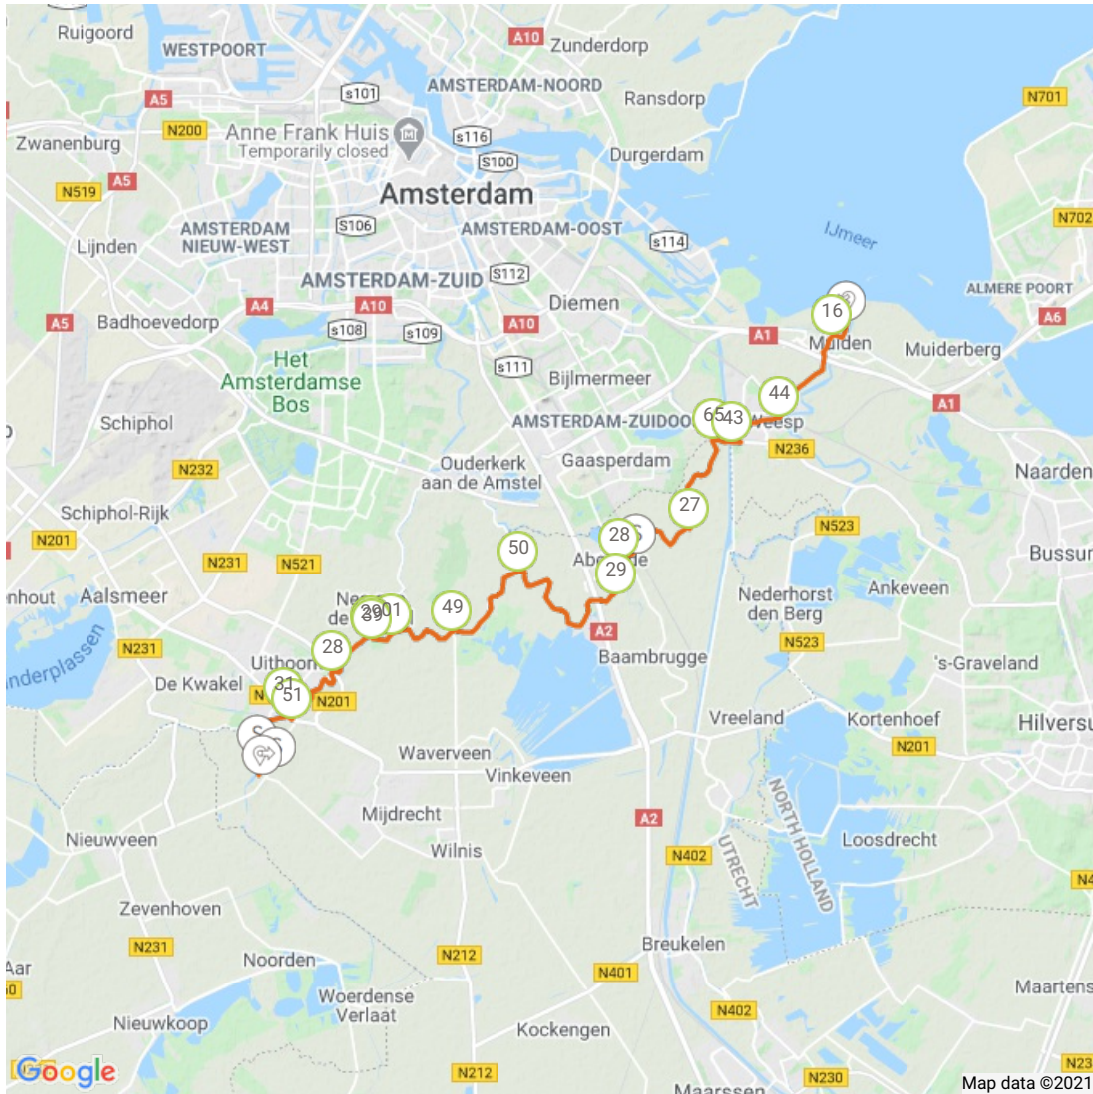 Ruigoord
WESTPOORT
A10
Zunderdorp
AMSTERDAM-NOORD
s101
A5
Ransdorp
N701
Zwanenburg
N200
Anne Frank Huis
Temporarily closed
s116
S100
Durgerdam
A5
N519
Amsterdam
N702
S106
AMSTERDAM
NIEUW-WEST
AMSTERDAM-OOST
s114
IJmeer
Lijnden
AMSTERDAM-ZUID
S112
ALMERE POORT
A4
A10
Diemen
16
A6
A5
Badhoevedorp
s108
s109
A10
A1
Muiden
Muiderberg
Het
Amsterdamse
Bos
s111
Bijlmermeer
44
A1
Schiphol
AMSTERDAM-ZUIDOO
65
43
Weesp
N236
N232
Ouderkerk
aan de Amstel
Gaasperdam
Naarden
Schiphol-Rijk
27
N523
N201
N231
N521
50
28
S
Abcoude
29
Bussum
Aalsmeer
Nederhorst
den Berg
Ankeveen
49
N231
28
A2
Baambrugge
N523
's-Graveland
Uithoorn
De Kwakel
31
51
N201
Vreeland
Kortenhoef
Hilversu
S
Waverveen
Vinkeveen
N201
Mijdrecht
A2
NORTH HOLLAND
UTRECHT
Nieuwveen
Wilnis
N402
Loosdrecht
Zevenhoven
N231
Noorden
N212
Breukelen
N401
Woerdense
Verlaat
Maartens
Nieuwkoop
Kockengen
N402
Google
N212
N230
Maarssen
Map data ©2021